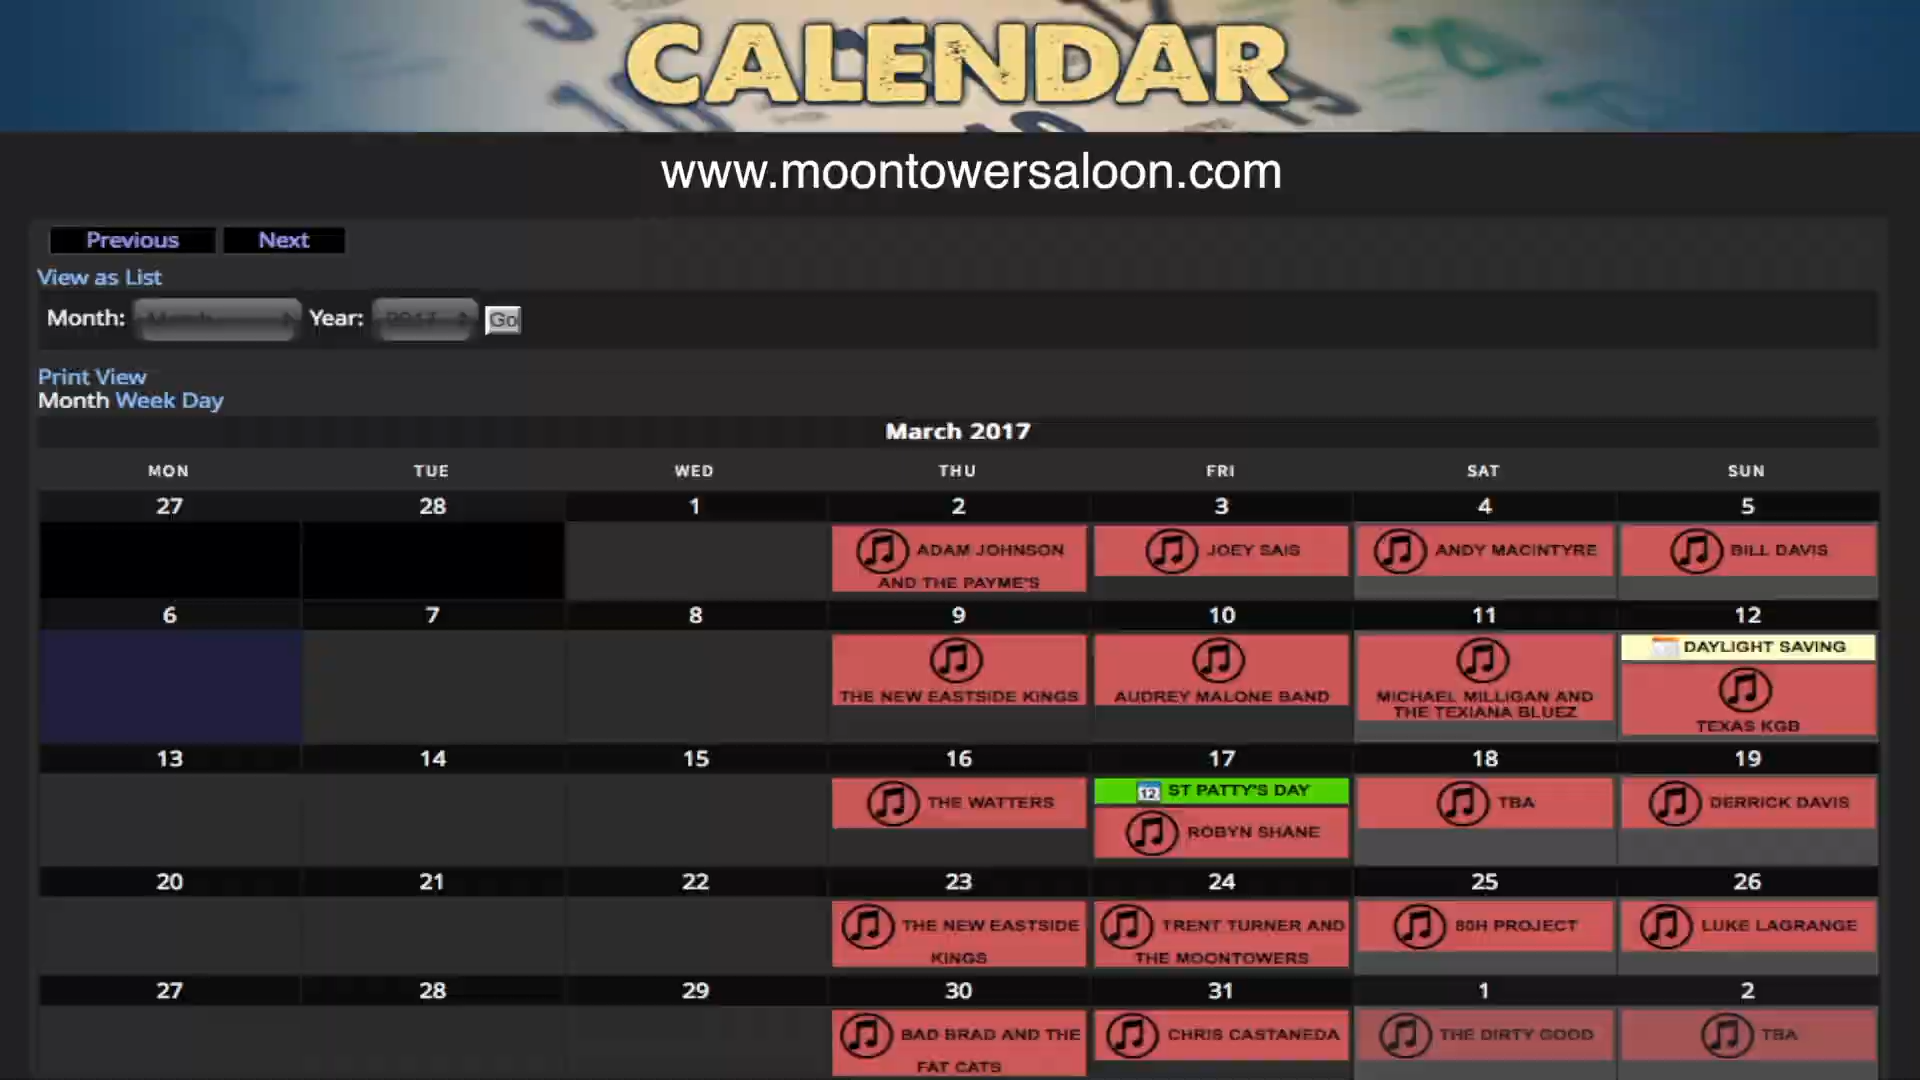 CALENDAR
www.moontowersaloon.com
Previous Next
View as List
Month: March Year: 2017 Go
Print View
Month Week Day
March 2017
MON TUE WED THU FRI SAT SUN
27 28 1 2 3 4 5
ADAM JOHNSON JOEY SAIS ANDY MACINTYRE BILL DAVIS
AND THE PAYME'S
6 7 8 9 10 11 12
DAYLIGHT SAVING
THE NEW EASTSIDE KINGS AUDREY MALONE BAND MICHAEL MILLIGAN AND
THE TEXIANA BLUEZ
TEXAS KGB
13 14 15 16 17 18 19
12 ST PATTY'S DAY
THE WATTERS TBA DERRICK DAVIS
ROBYN SHANE
20 21 22 23 24 25 26
THE NEW EASTSIDE TRENT TURNER AND 80H PROJECT LUKE LAGRANGE
KINGS THE MOONTOWERS
27 28 29 30 31 1 2
BAD BRAD AND THE CHRIS CASTANEDA THE DIRTY GOOD TBA
FAT CATS